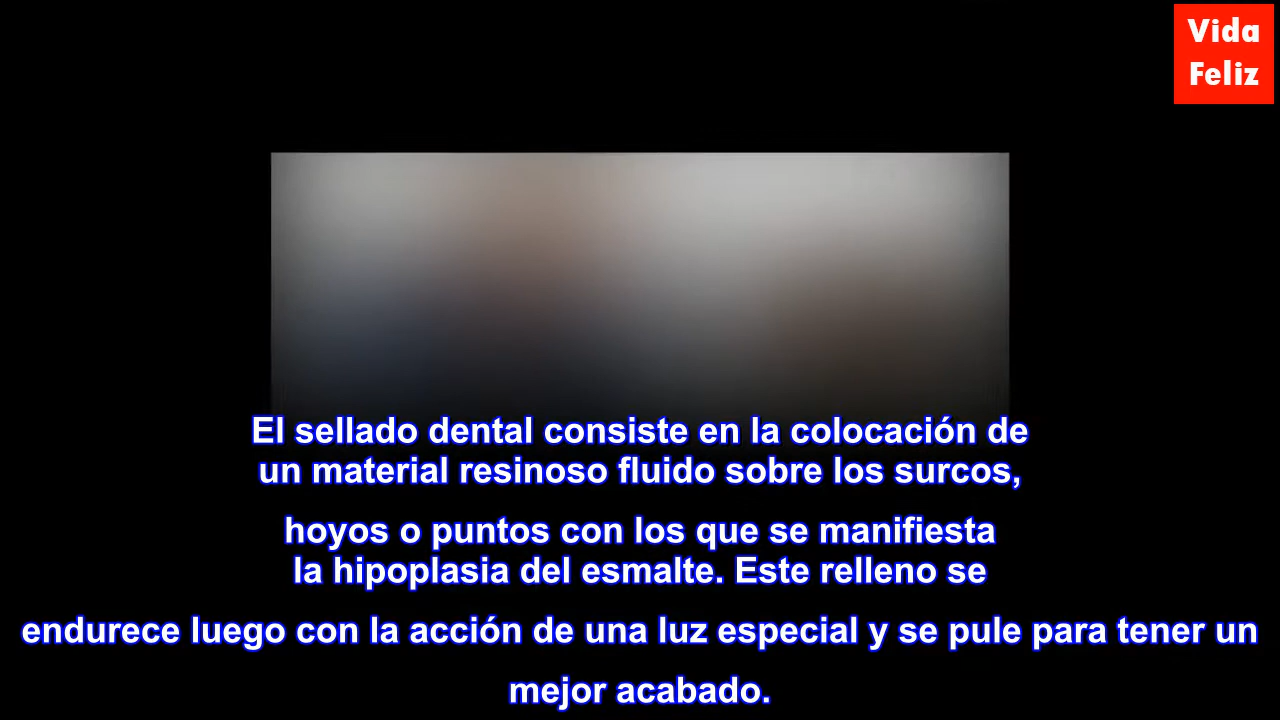 Vida
Feliz
El sellado dental consiste en la colocación de
un material resinoso fluido sobre los surcos,
hoyos o puntos con los que se manifiesta
la hipoplasia del esmalte. Este relleno se
endurece luego con la acción de una luz especial y se pule para tener un
mejor acabado.